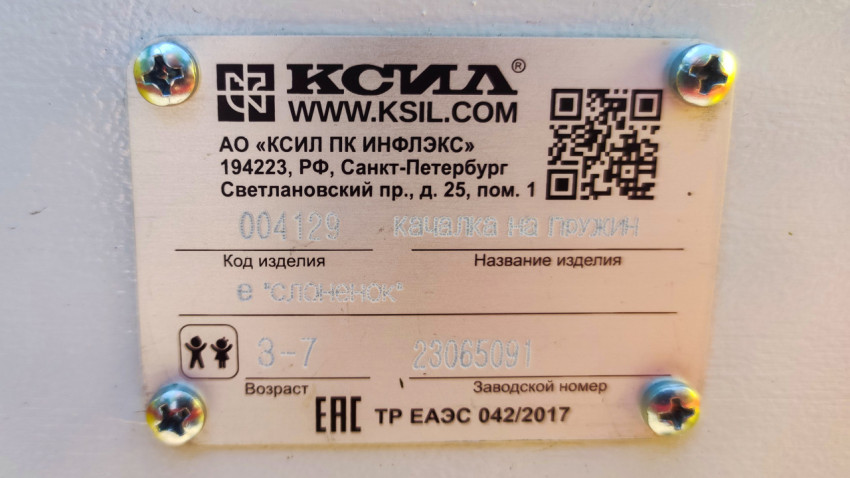 КСИЛ®
WWW.KSIL.COM
АО «КСИЛ ПК ИНФЛЭКС»
194223, РФ, Санкт-Петербург
Светлановский пр., д. 25, пом. 1
004129 качалка на пружин
Код изделия Название изделия
е "слоненок"
3-7 23065091
Возраст Заводской номер
ЕАС ТР ЕАЭС 042/2017